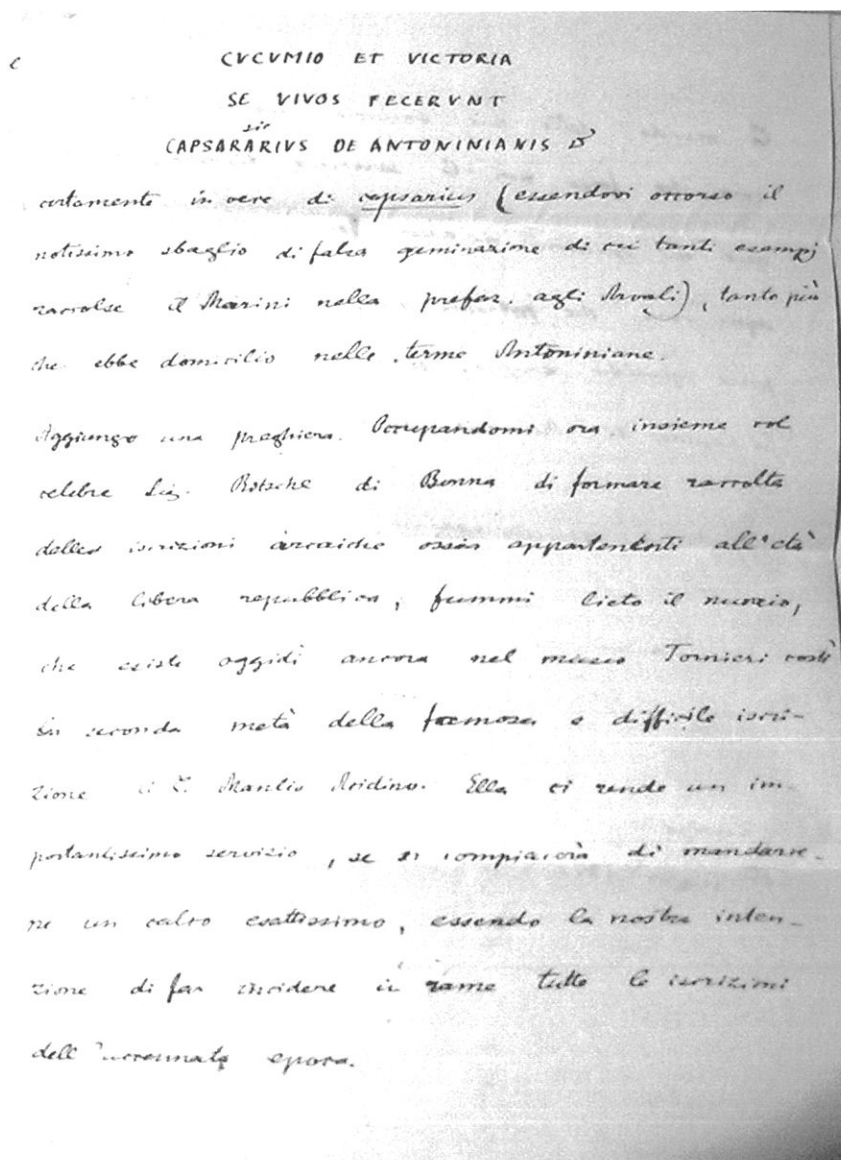 CVCVMIO ET VICTORIA
SE VIVOS FECERVNT
sic
CAPSARARIVS DE ANTONINIANIS
certamente in vece di capsarius (essendovi occorso il
notissimo sbaglio di falsa geminazione di cui tanti esempj
raccolse il Marini nella prefaz. agli Arvali), tanto più
che ebbe domicilio nelle terme Antoniniane.
Aggiungo una preghiera. Occupandomi ora insieme col
celebre Sig. Ritschl di Bonna di formare raccolta
delle iscrizioni arcaiche ossia appartenenti all'età
della libera repubblica, fummi lieto il nunzio,
che esiste oggidì ancora nel museo Tornieri costì
la seconda metà della famosa e difficile iscri-
zione di Manlio. Ella ci rende un im-
portantissimo servizio, se si compiacerà di mandarce-
ne un calco esattissimo, essendo la nostra inten-
zione di far incidere in rame tutte le iscrizioni
dell'accennata epoca.